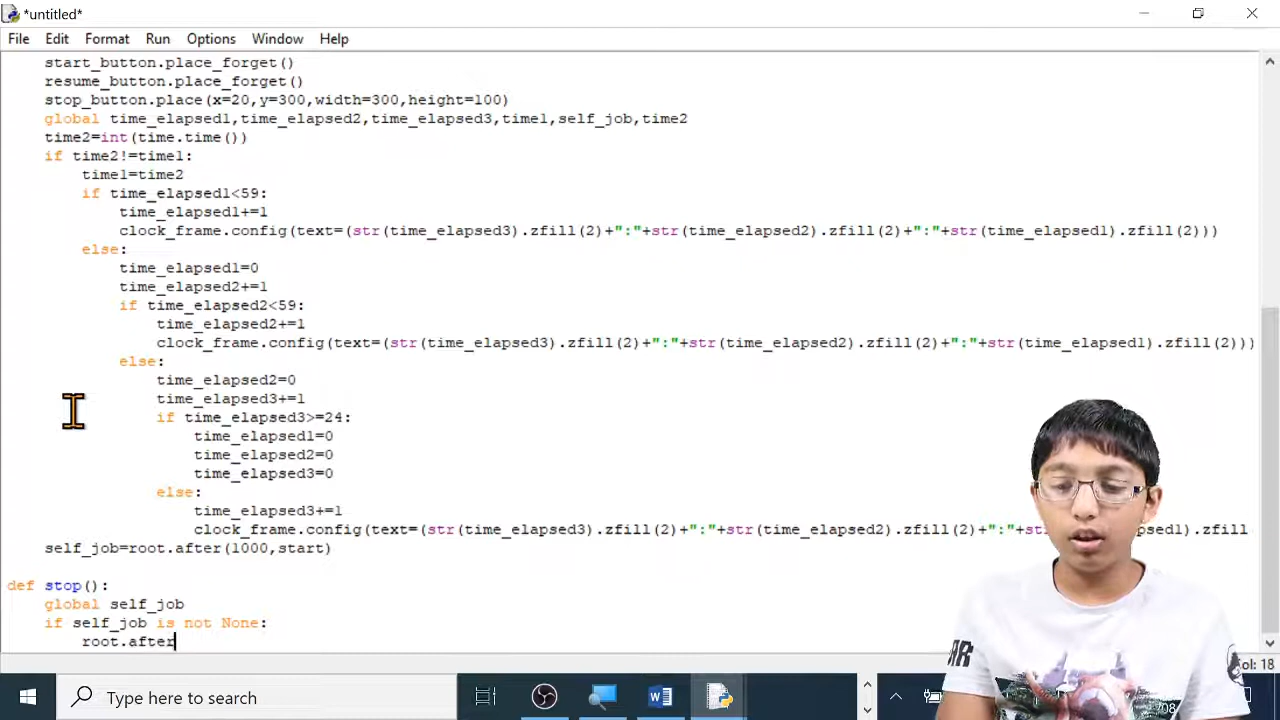 *untitled*
File Edit Format Run Options Window Help
start_button.place_forget()
resume_button.place_forget()
stop_button.place(x=20,y=300,width=300,height=100)
global time_elapsed1,time_elapsed2,time_elapsed3,time1,self_job,time2
time2=int(time.time())
if time2!=time1:
time1=time2
if time_elapsed1<59:
time_elapsed1+=1
clock_frame.config(text=(str(time_elapsed3).zfill(2)+":"+str(time_elapsed2).zfill(2)+":"+str(time_elapsed1).zfill(2)))
else:
time_elapsed1=0
time_elapsed2+=1
if time_elapsed2<59:
time_elapsed2+=1
clock_frame.config(text=(str(time_elapsed3).zfill(2)+":"+str(time_elapsed2).zfill(2)+":"+str(time_elapsed1).zfill(2)))
else:
time_elapsed2=0
time_elapsed3+=1
if time_elapsed3>=24:
time_elapsed1=0
time_elapsed2=0
time_elapsed3=0
else:
time_elapsed3+=1
clock_frame.config(text=(str(time_elapsed3).zfill(2)+":"+str(time_elapsed2).zfill(2)+":"+st psed1).zfill
self_job=root.after(1000,start)
def stop():
global self_job
if self_job is not None:
root.after
Col: 18
Type here to search